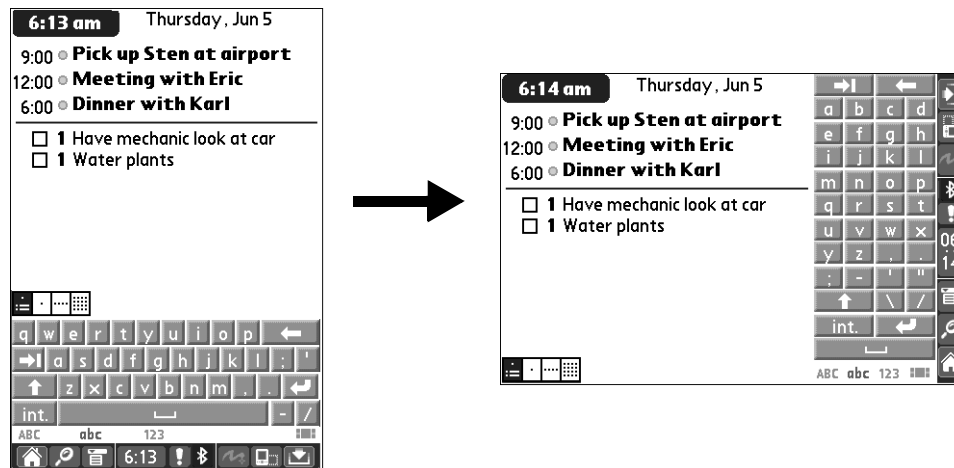 6:13 am Thursday, Jun 5
9:00 Pick up Sten at airport
12:00 Meeting with Eric
6:00 Dinner with Karl
1 Have mechanic look at car
1 Water plants
q w e r t y u i o p
a s d f g h j k l ; '
z x c v b n m , .
int. - /
ABC abc 123
6:13
6:14 am Thursday, Jun 5
9:00 Pick up Sten at airport
12:00 Meeting with Eric
6:00 Dinner with Karl
1 Have mechanic look at car
1 Water plants
a b c d
e f g h
i j k l
m n o p
q r s t
u v w x
y z , .
; - ' "
\ /
int.
ABC abc 123
06
14